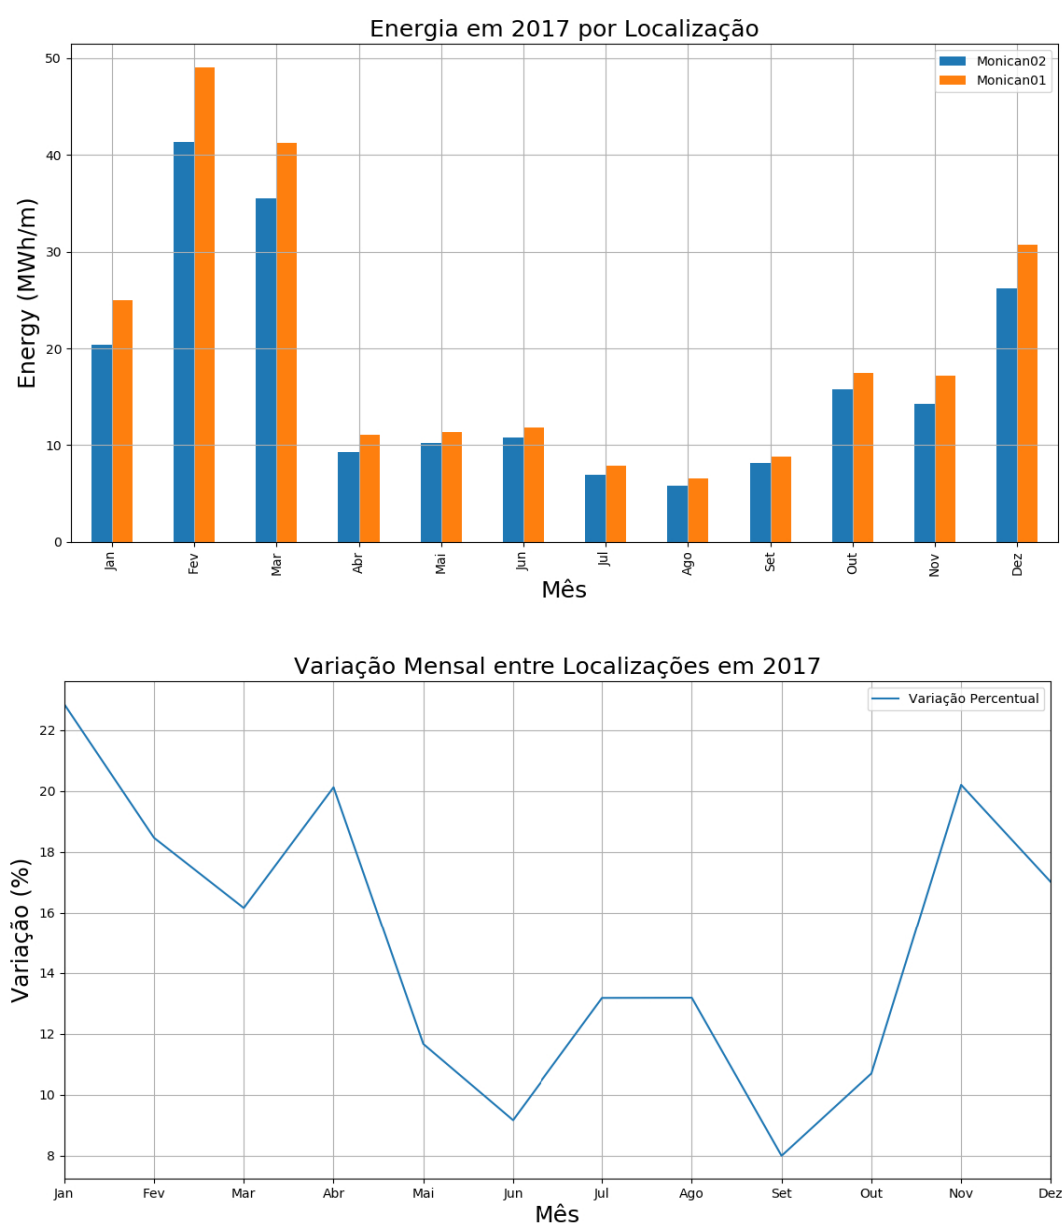 Energia em 2017 por Localização
50
40
30
20
10
0
Energy (MWh/m)
Monican02
Monican01
Jan
Fev
Mar
Abr
Mai
Jun
Jul
Ago
Set
Out
Nov
Dez
Mês
Variação Mensal entre Localizações em 2017
22
20
18
16
14
12
10
8
Variação (%)
Variação Percentual
Jan
Fev
Mar
Abr
Mai
Jun
Jul
Ago
Set
Out
Nov
Dez
Mês